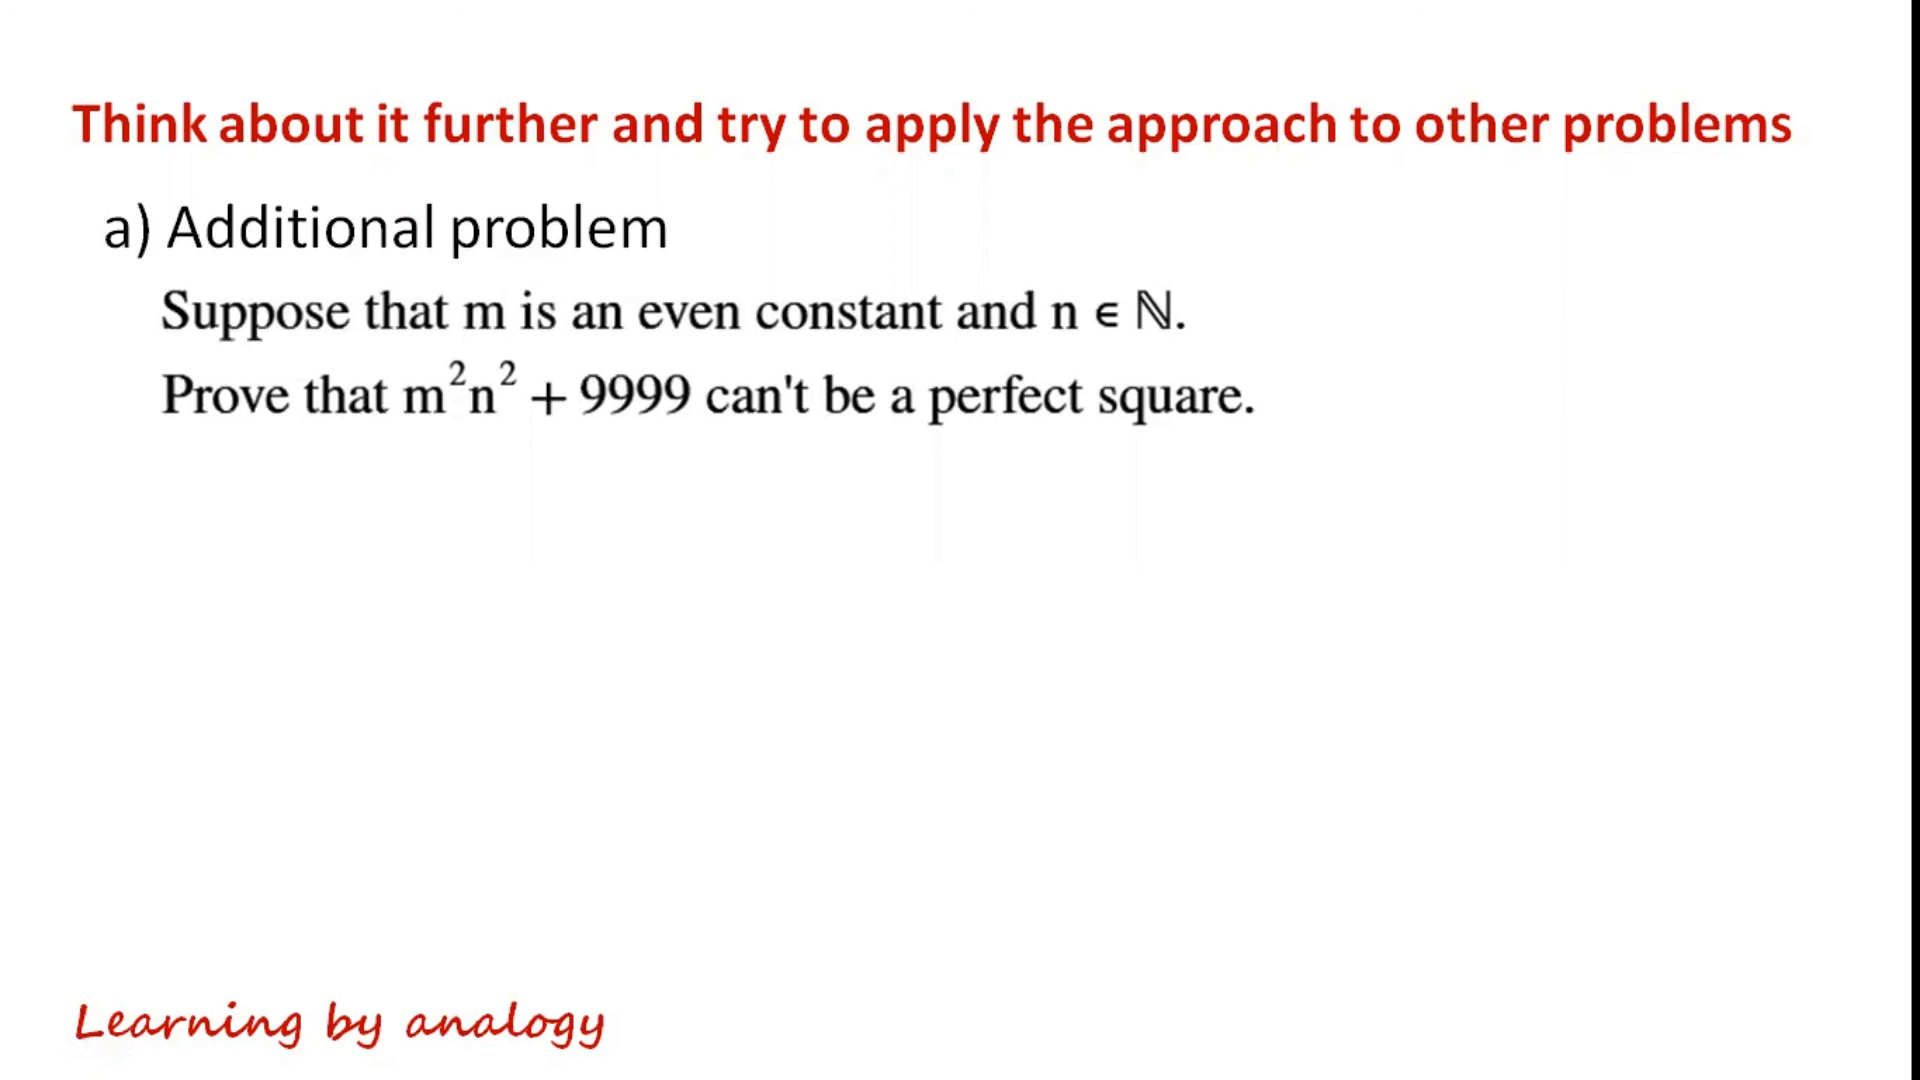 Think about it further and try to apply the approach to other problems
a) Additional problem
Suppose that m is an even constant and n ∈ ℕ.
Prove that m²n² + 9999 can't be a perfect square.
Learning by analogy